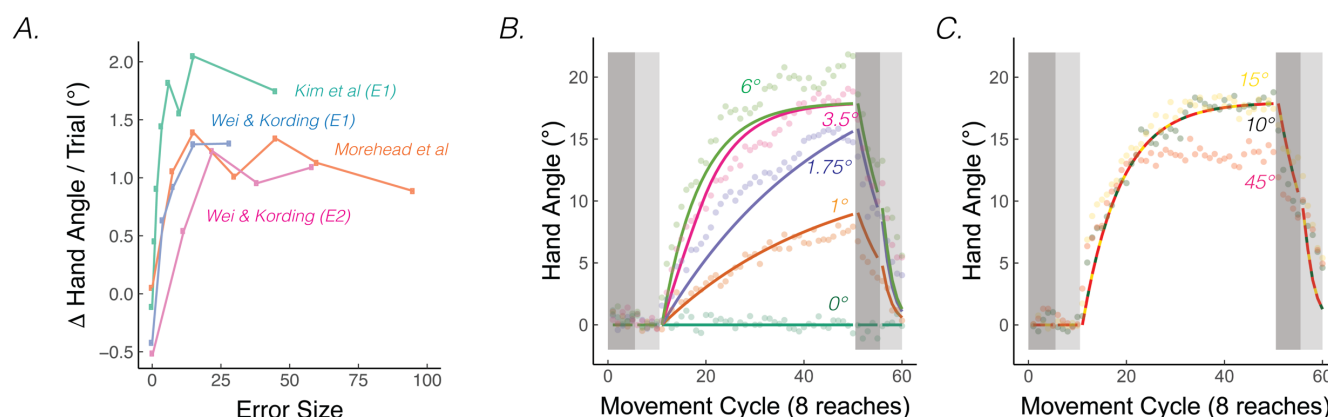 A.
B.
C.
Δ Hand Angle / Trial (°)
2.0
1.5
1.0
0.5
0.0
−0.5
Kim et al (E1)
Wei & Kording (E1)
Morehead et al
Wei & Kording (E2)
0
25
50
75
100
Error Size
Hand Angle (°)
20
15
10
5
0
6°
3.5°
1.75°
1°
0°
0
20
40
60
Movement Cycle (8 reaches)
Hand Angle (°)
20
15
10
5
0
15°
10°
45°
0
20
40
60
Movement Cycle (8 reaches)